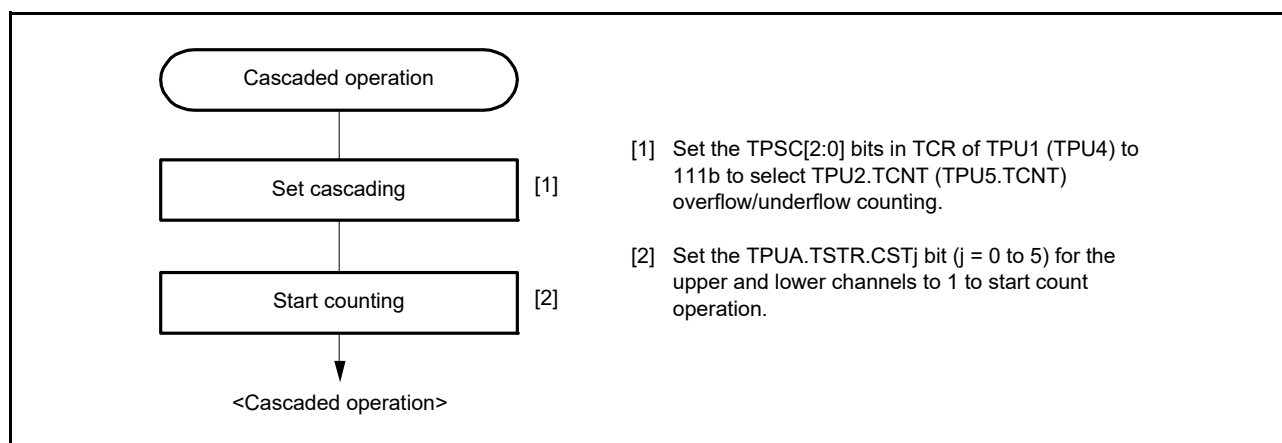 Cascaded operation
Set cascading
[1]
Start counting
[2]
<Cascaded operation>
[1] Set the TPSC[2:0] bits in TCR of TPU1 (TPU4) to
111b to select TPU2.TCNT (TPU5.TCNT)
overflow/underflow counting.
[2] Set the TPUA.TSTR.CSTj bit (j = 0 to 5) for the
upper and lower channels to 1 to start count
operation.